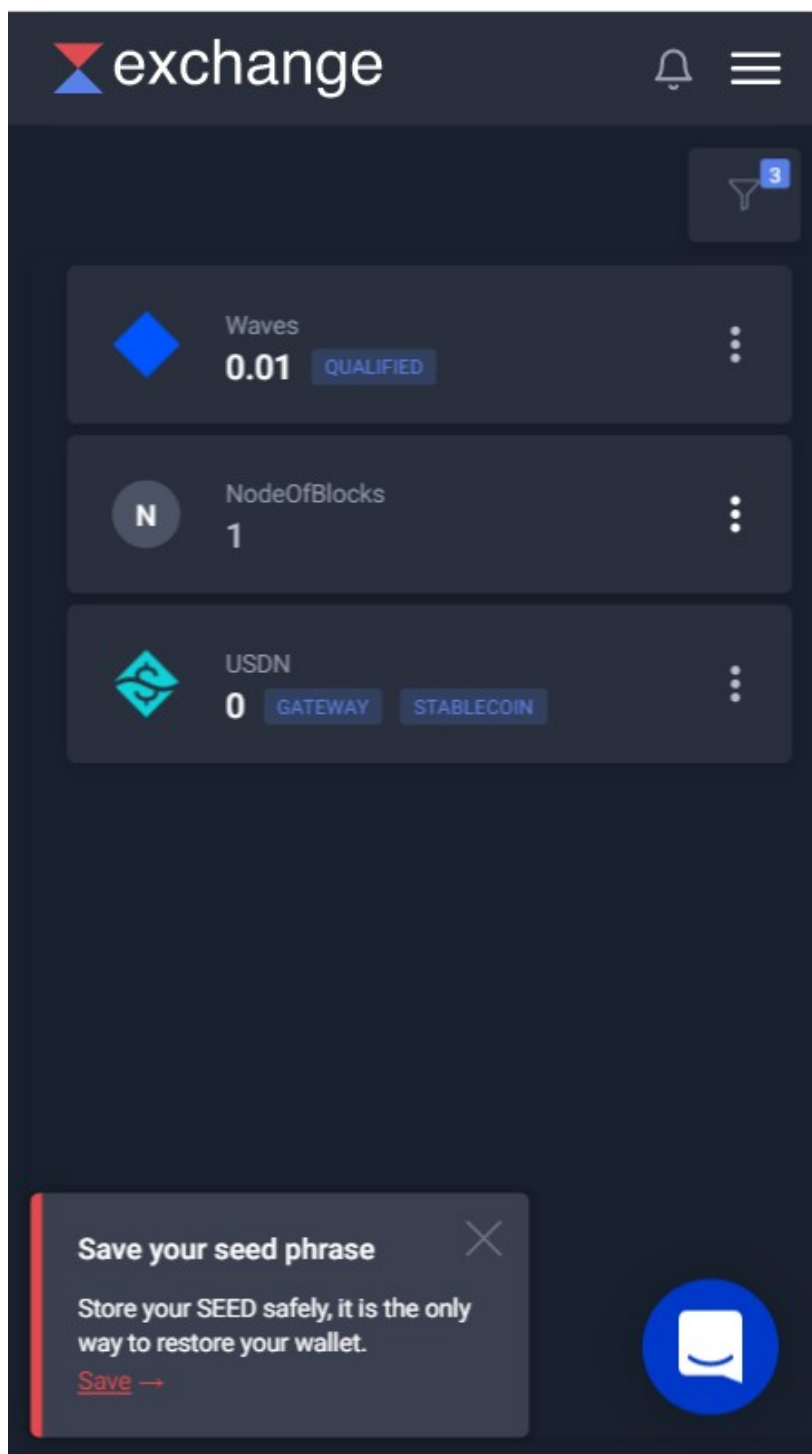 exchange
3
Waves
0.01 QUALIFIED
N
NodeOfBlocks
1
USDN
0 GATEWAY STABLECOIN
Save your seed phrase
Store your SEED safely, it is the only
way to restore your wallet.
Save →